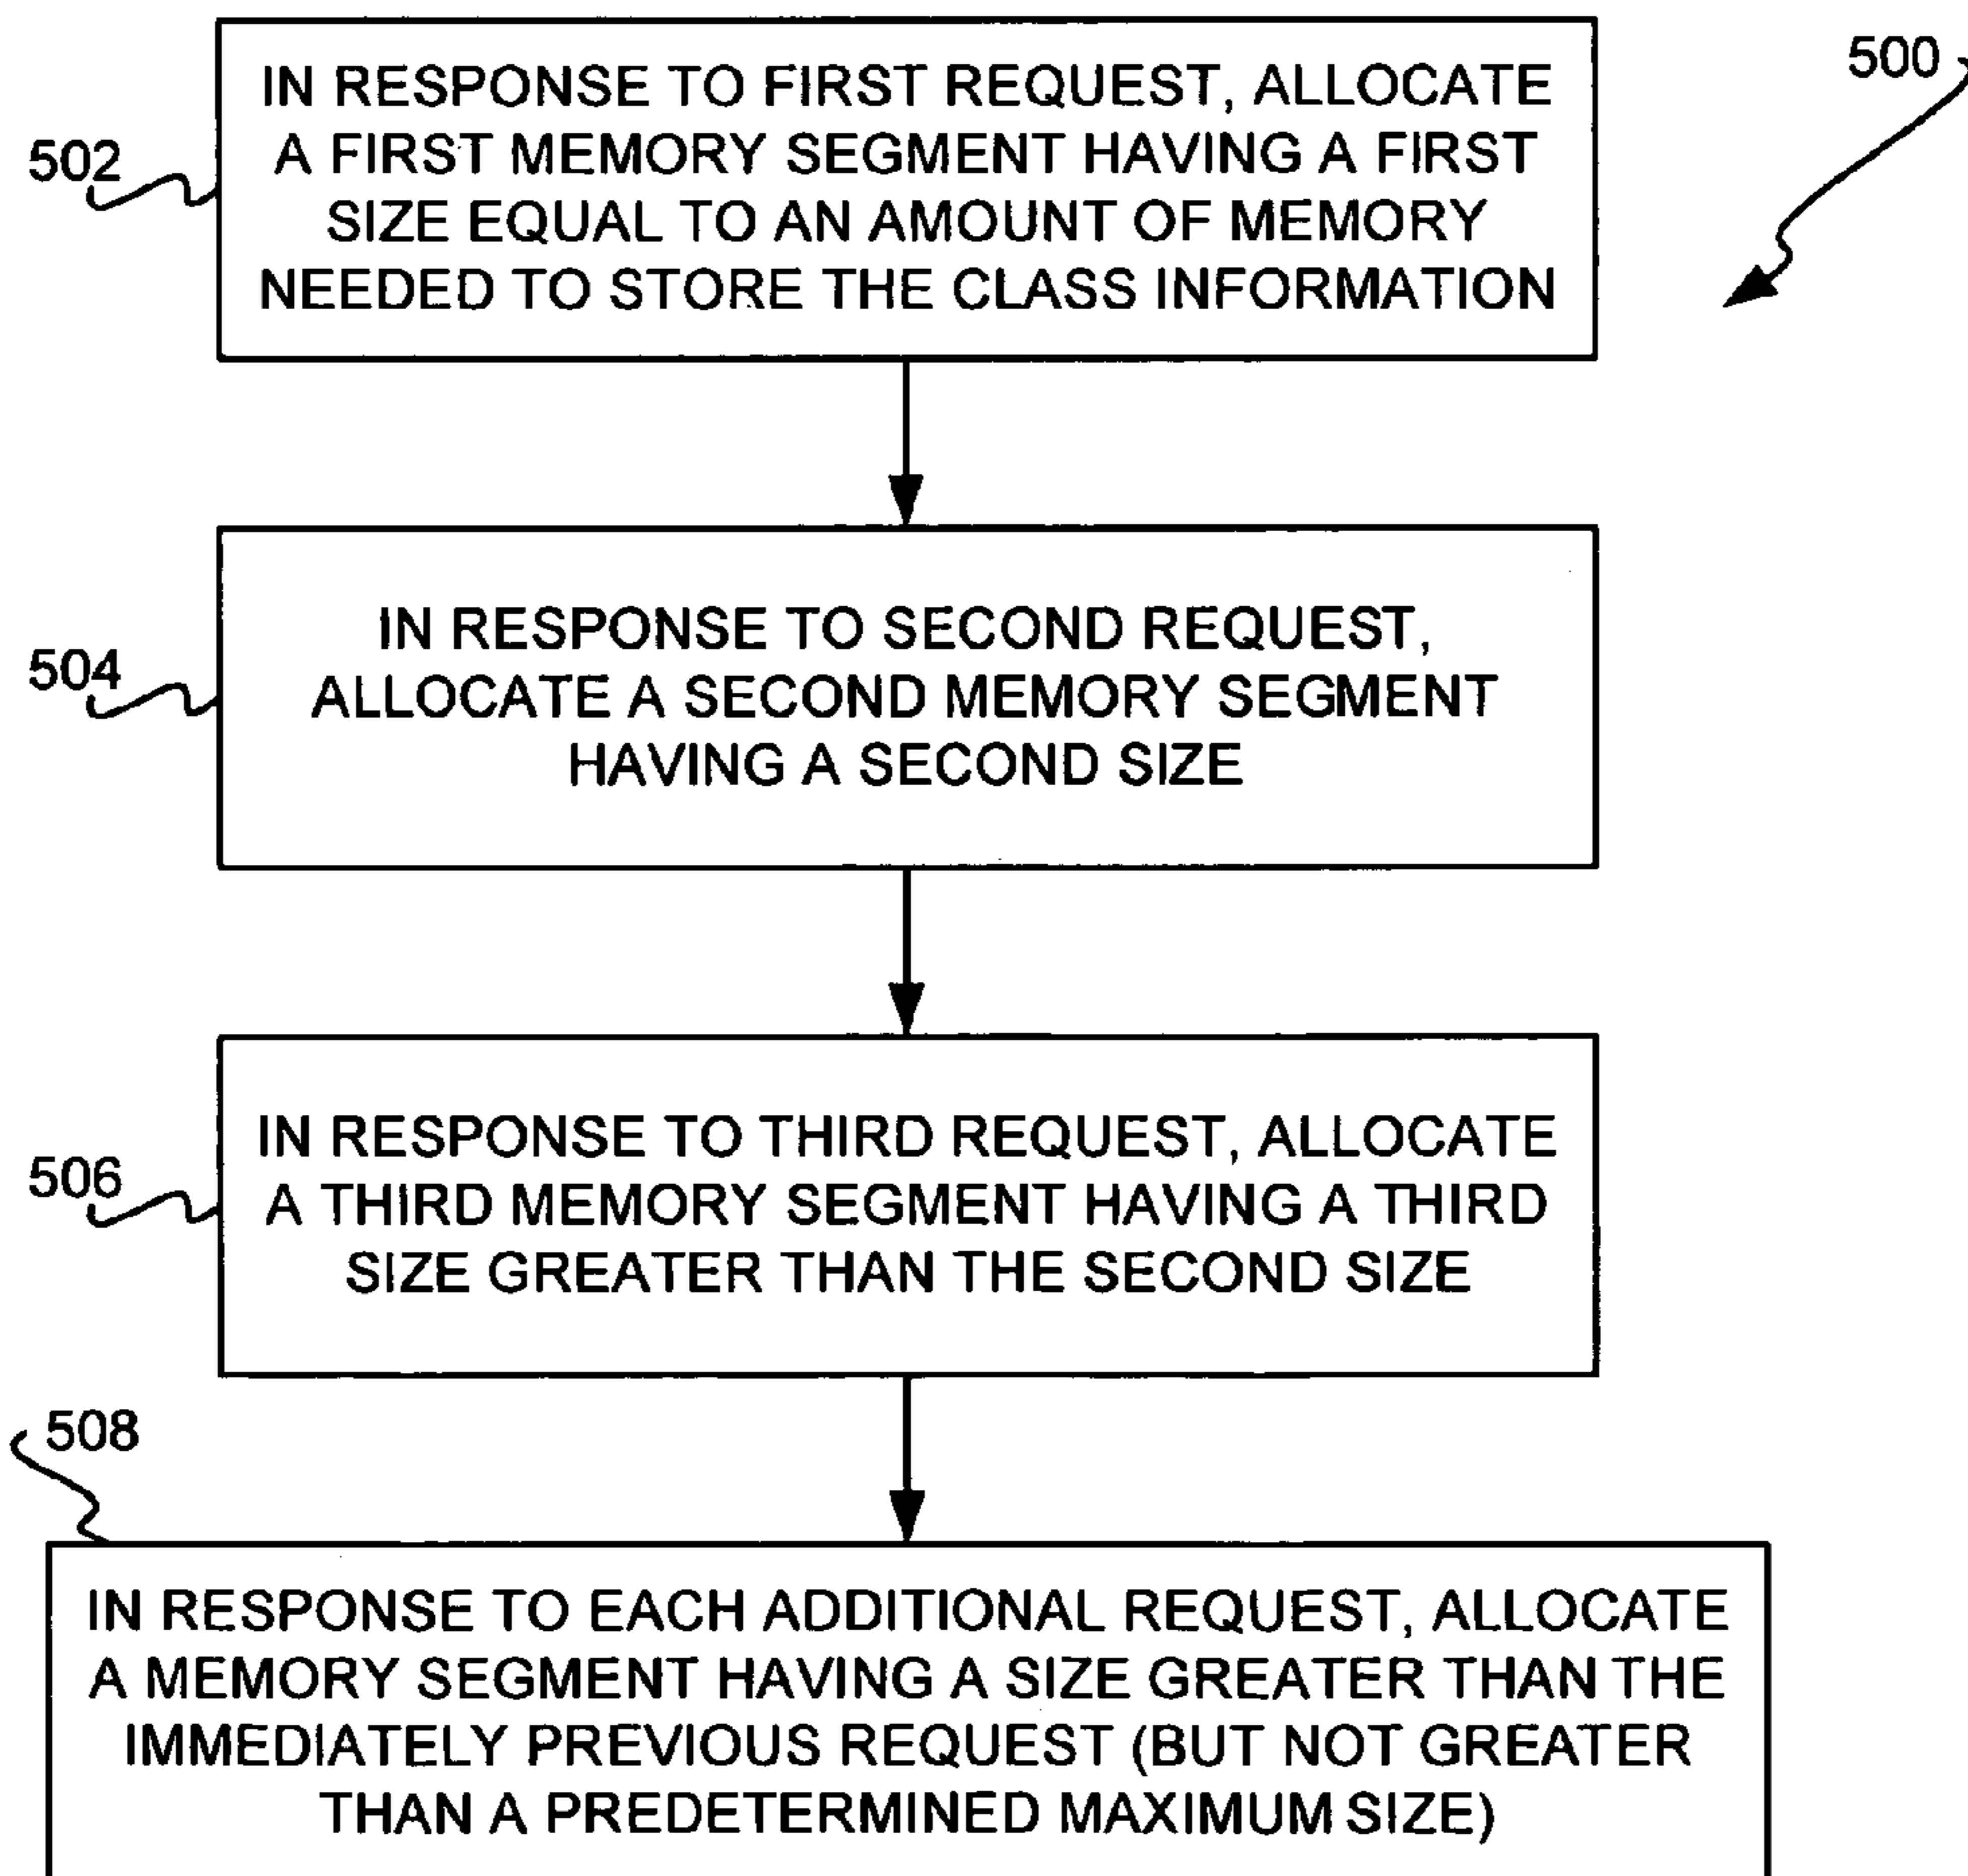 500
502
IN RESPONSE TO FIRST REQUEST, ALLOCATE
A FIRST MEMORY SEGMENT HAVING A FIRST
SIZE EQUAL TO AN AMOUNT OF MEMORY
NEEDED TO STORE THE CLASS INFORMATION
504
IN RESPONSE TO SECOND REQUEST,
ALLOCATE A SECOND MEMORY SEGMENT
HAVING A SECOND SIZE
506
IN RESPONSE TO THIRD REQUEST, ALLOCATE
A THIRD MEMORY SEGMENT HAVING A THIRD
SIZE GREATER THAN THE SECOND SIZE
508
IN RESPONSE TO EACH ADDITIONAL REQUEST, ALLOCATE
A MEMORY SEGMENT HAVING A SIZE GREATER THAN THE
IMMEDIATELY PREVIOUS REQUEST (BUT NOT GREATER
THAN A PREDETERMINED MAXIMUM SIZE)